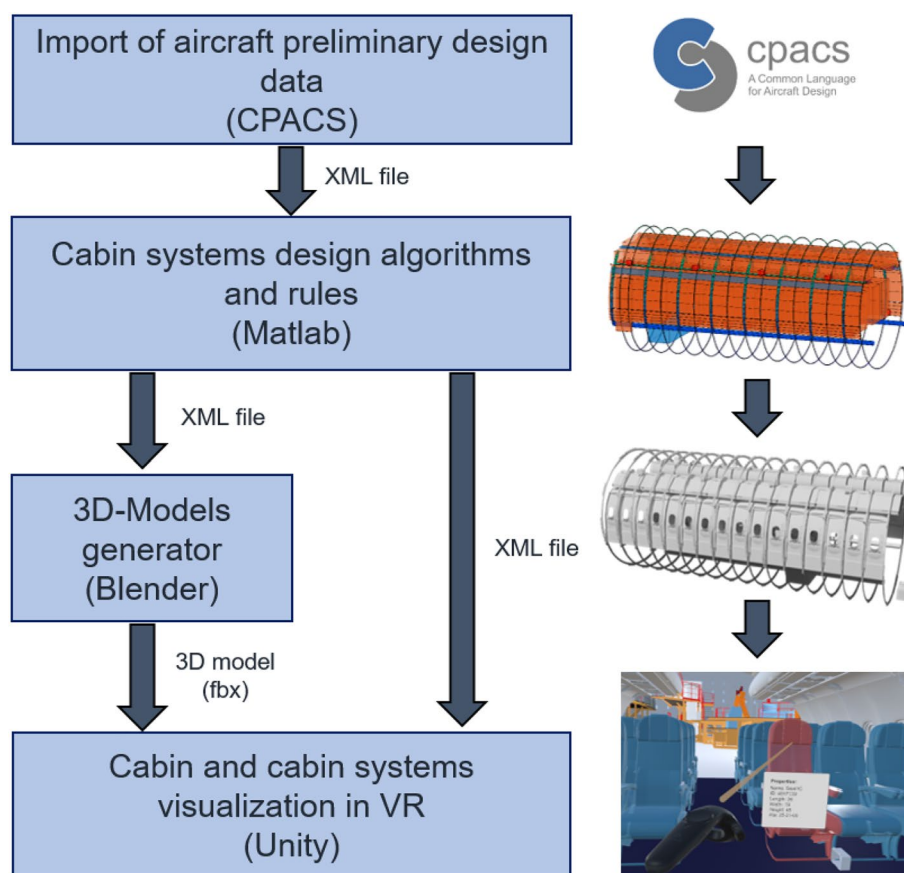 Import of aircraft preliminary design
data
(CPACS)
cpacs
A Common Language
for Aircraft Design
XML file
Cabin systems design algorithms
and rules
(Matlab)
XML file
3D-Models
generator
(Blender)
XML file
3D model
(fbx)
Cabin and cabin systems
visualization in VR
(Unity)
Properties: